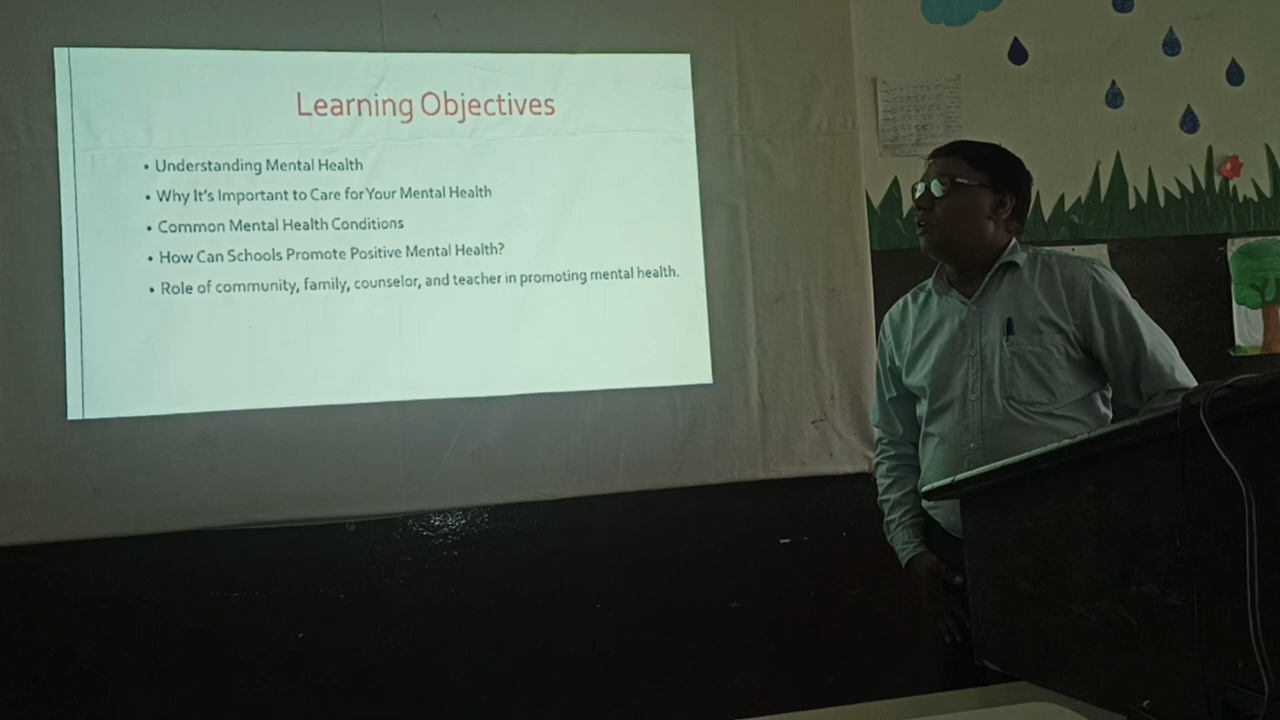 Learning Objectives
• Understanding Mental Health
• Why It's Important to Care for Your Mental Health
• Common Mental Health Conditions
• How Can Schools Promote Positive Mental Health?
• Role of community, family, counselor, and teacher in promoting mental health.